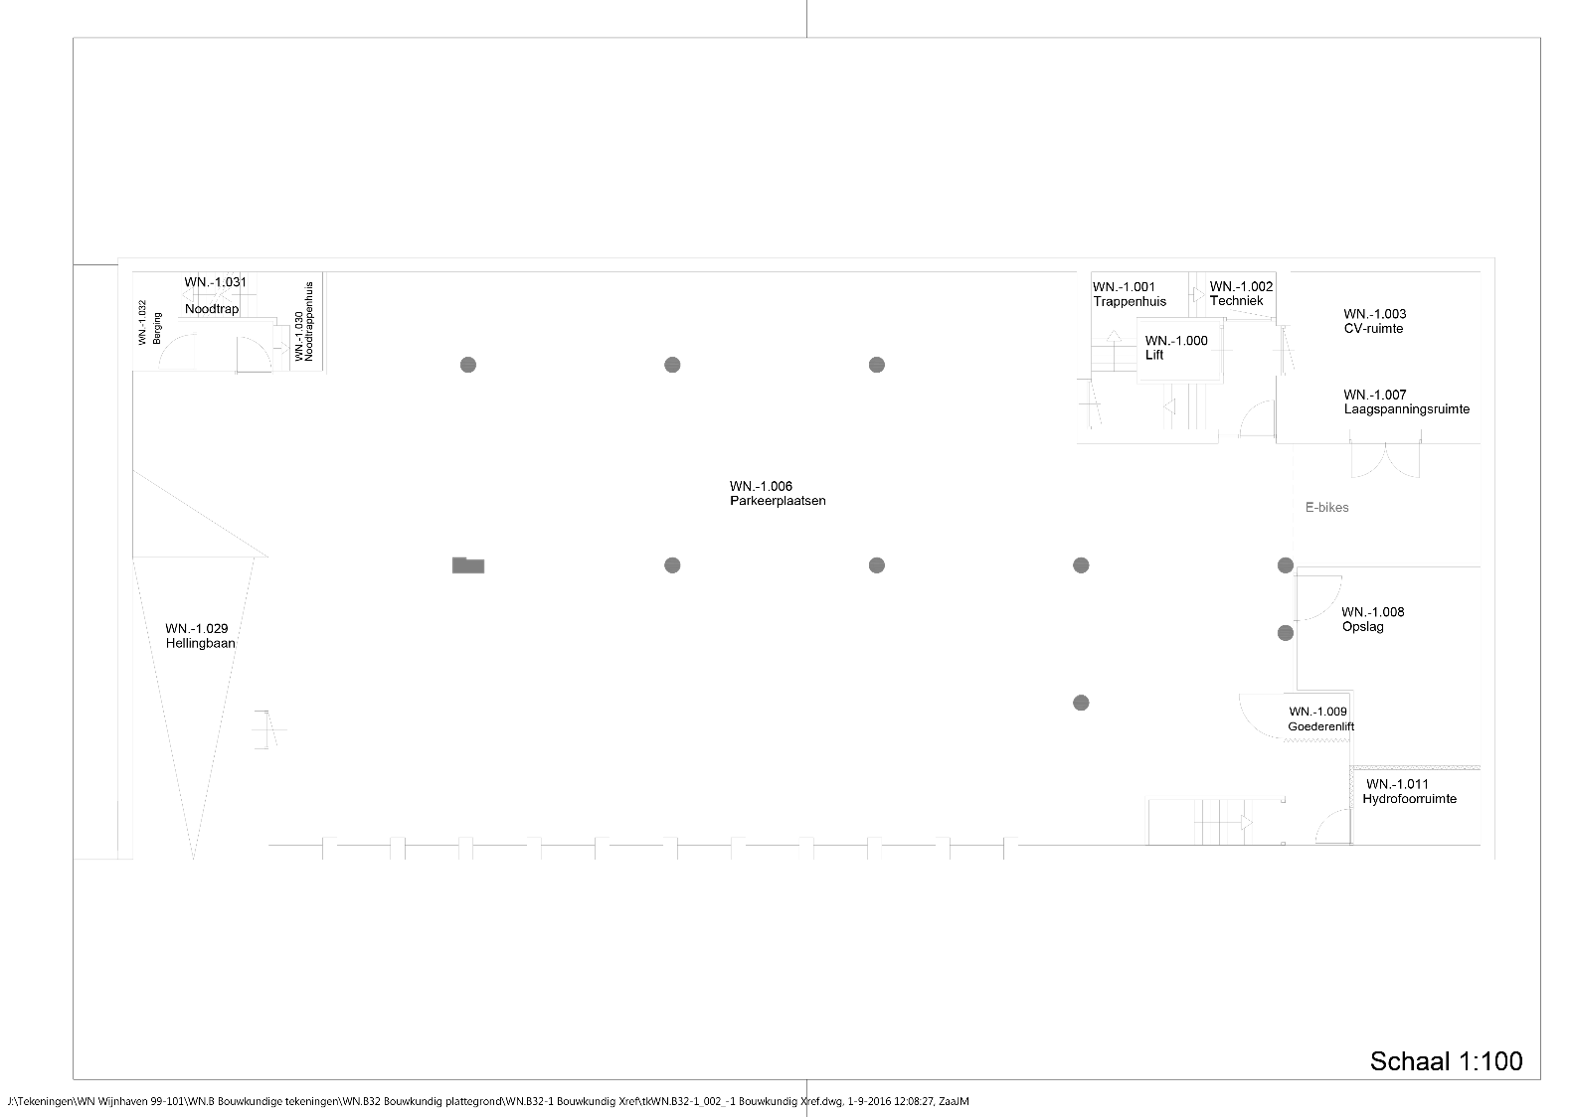 WN.-1.031
Noodtrap
WN.-1.032
Berging
WN.-1.030
Noodtrappenhuis
WN.-1.001
Trappenhuis
WN.-1.002
Techniek
WN.-1.000
Lift
WN.-1.003
CV-ruimte
WN.-1.007
Laagspanningsruimte
WN.-1.006
Parkeerplaatsen
E-bikes
WN.-1.029
Hellingbaan
WN.-1.008
Opslag
WN.-1.009
Goederenlift
WN.-1.011
Hydrofoorruimte
Schaal 1:100
J:\Tekeningen\WN Wijnhaven 99-101\WN.B Bouwkundige tekeningen\WN.B32 Bouwkundig plattegrond\WN.B32-1 Bouwkundig Xref\tkWN.B32-1_002_-1 Bouwkundig Xref.dwg, 1-9-2016 12:08:27, ZaaJM